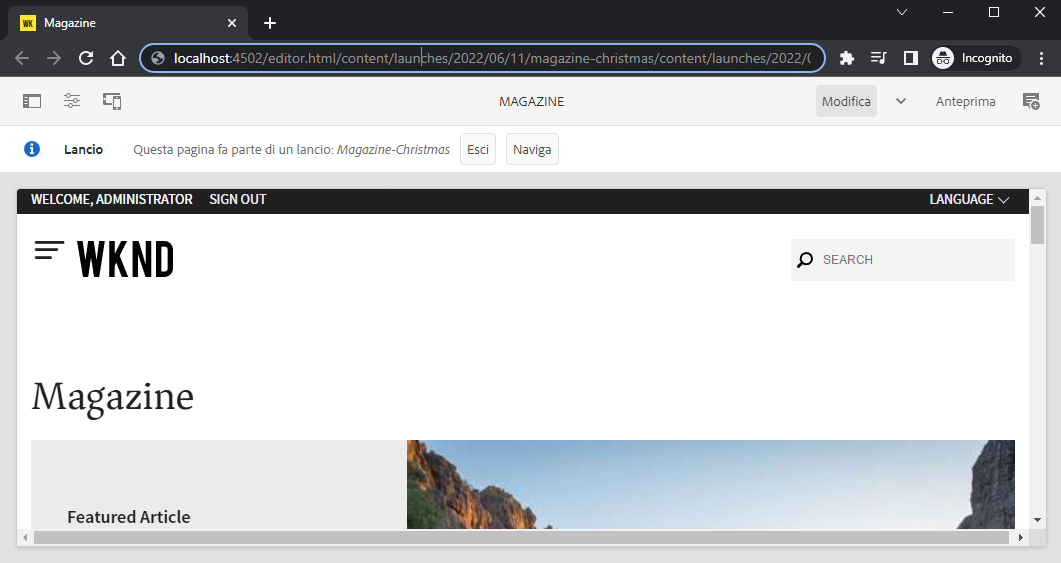 WK Magazine
localhost:4502/editor.html/content/launches/2022/06/11/magazine-christmas/content/launches/2022/0
Incognito
MAGAZINE
Modifica
Anteprima
Lancio
Questa pagina fa parte di un lancio: Magazine-Christmas
Esci
Naviga
WELCOME, ADMINISTRATOR
SIGN OUT
LANGUAGE
WKND
SEARCH
Magazine
Featured Article